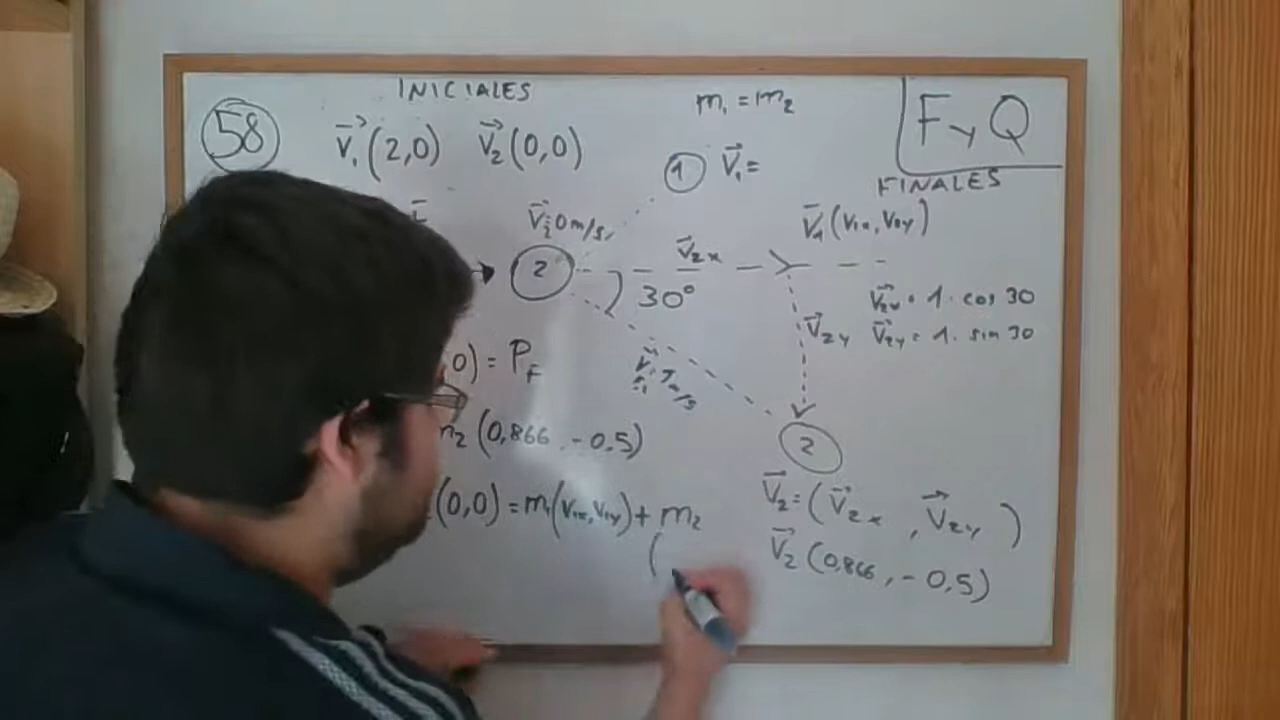 INICIALES
58
V₁(2,0) V₂(0,0)
m₁ = m₂
F y Q
1 V₁=
FINALES
V₂=0m/s,
V₁(V₁ₓ, V₁y)
2
V₂ₓ
30°
V₂ₓ = 1 · cos 30
V₂y = 1 · sin 30
V₂y
0) = P_F
2
m₂(0,866, -0,5)
(0,0) = m₁(V₁ₓ, V₁y) + m₂
(
V₂=(V₂ₓ, V₂y)
V₂(0,866, -0,5)